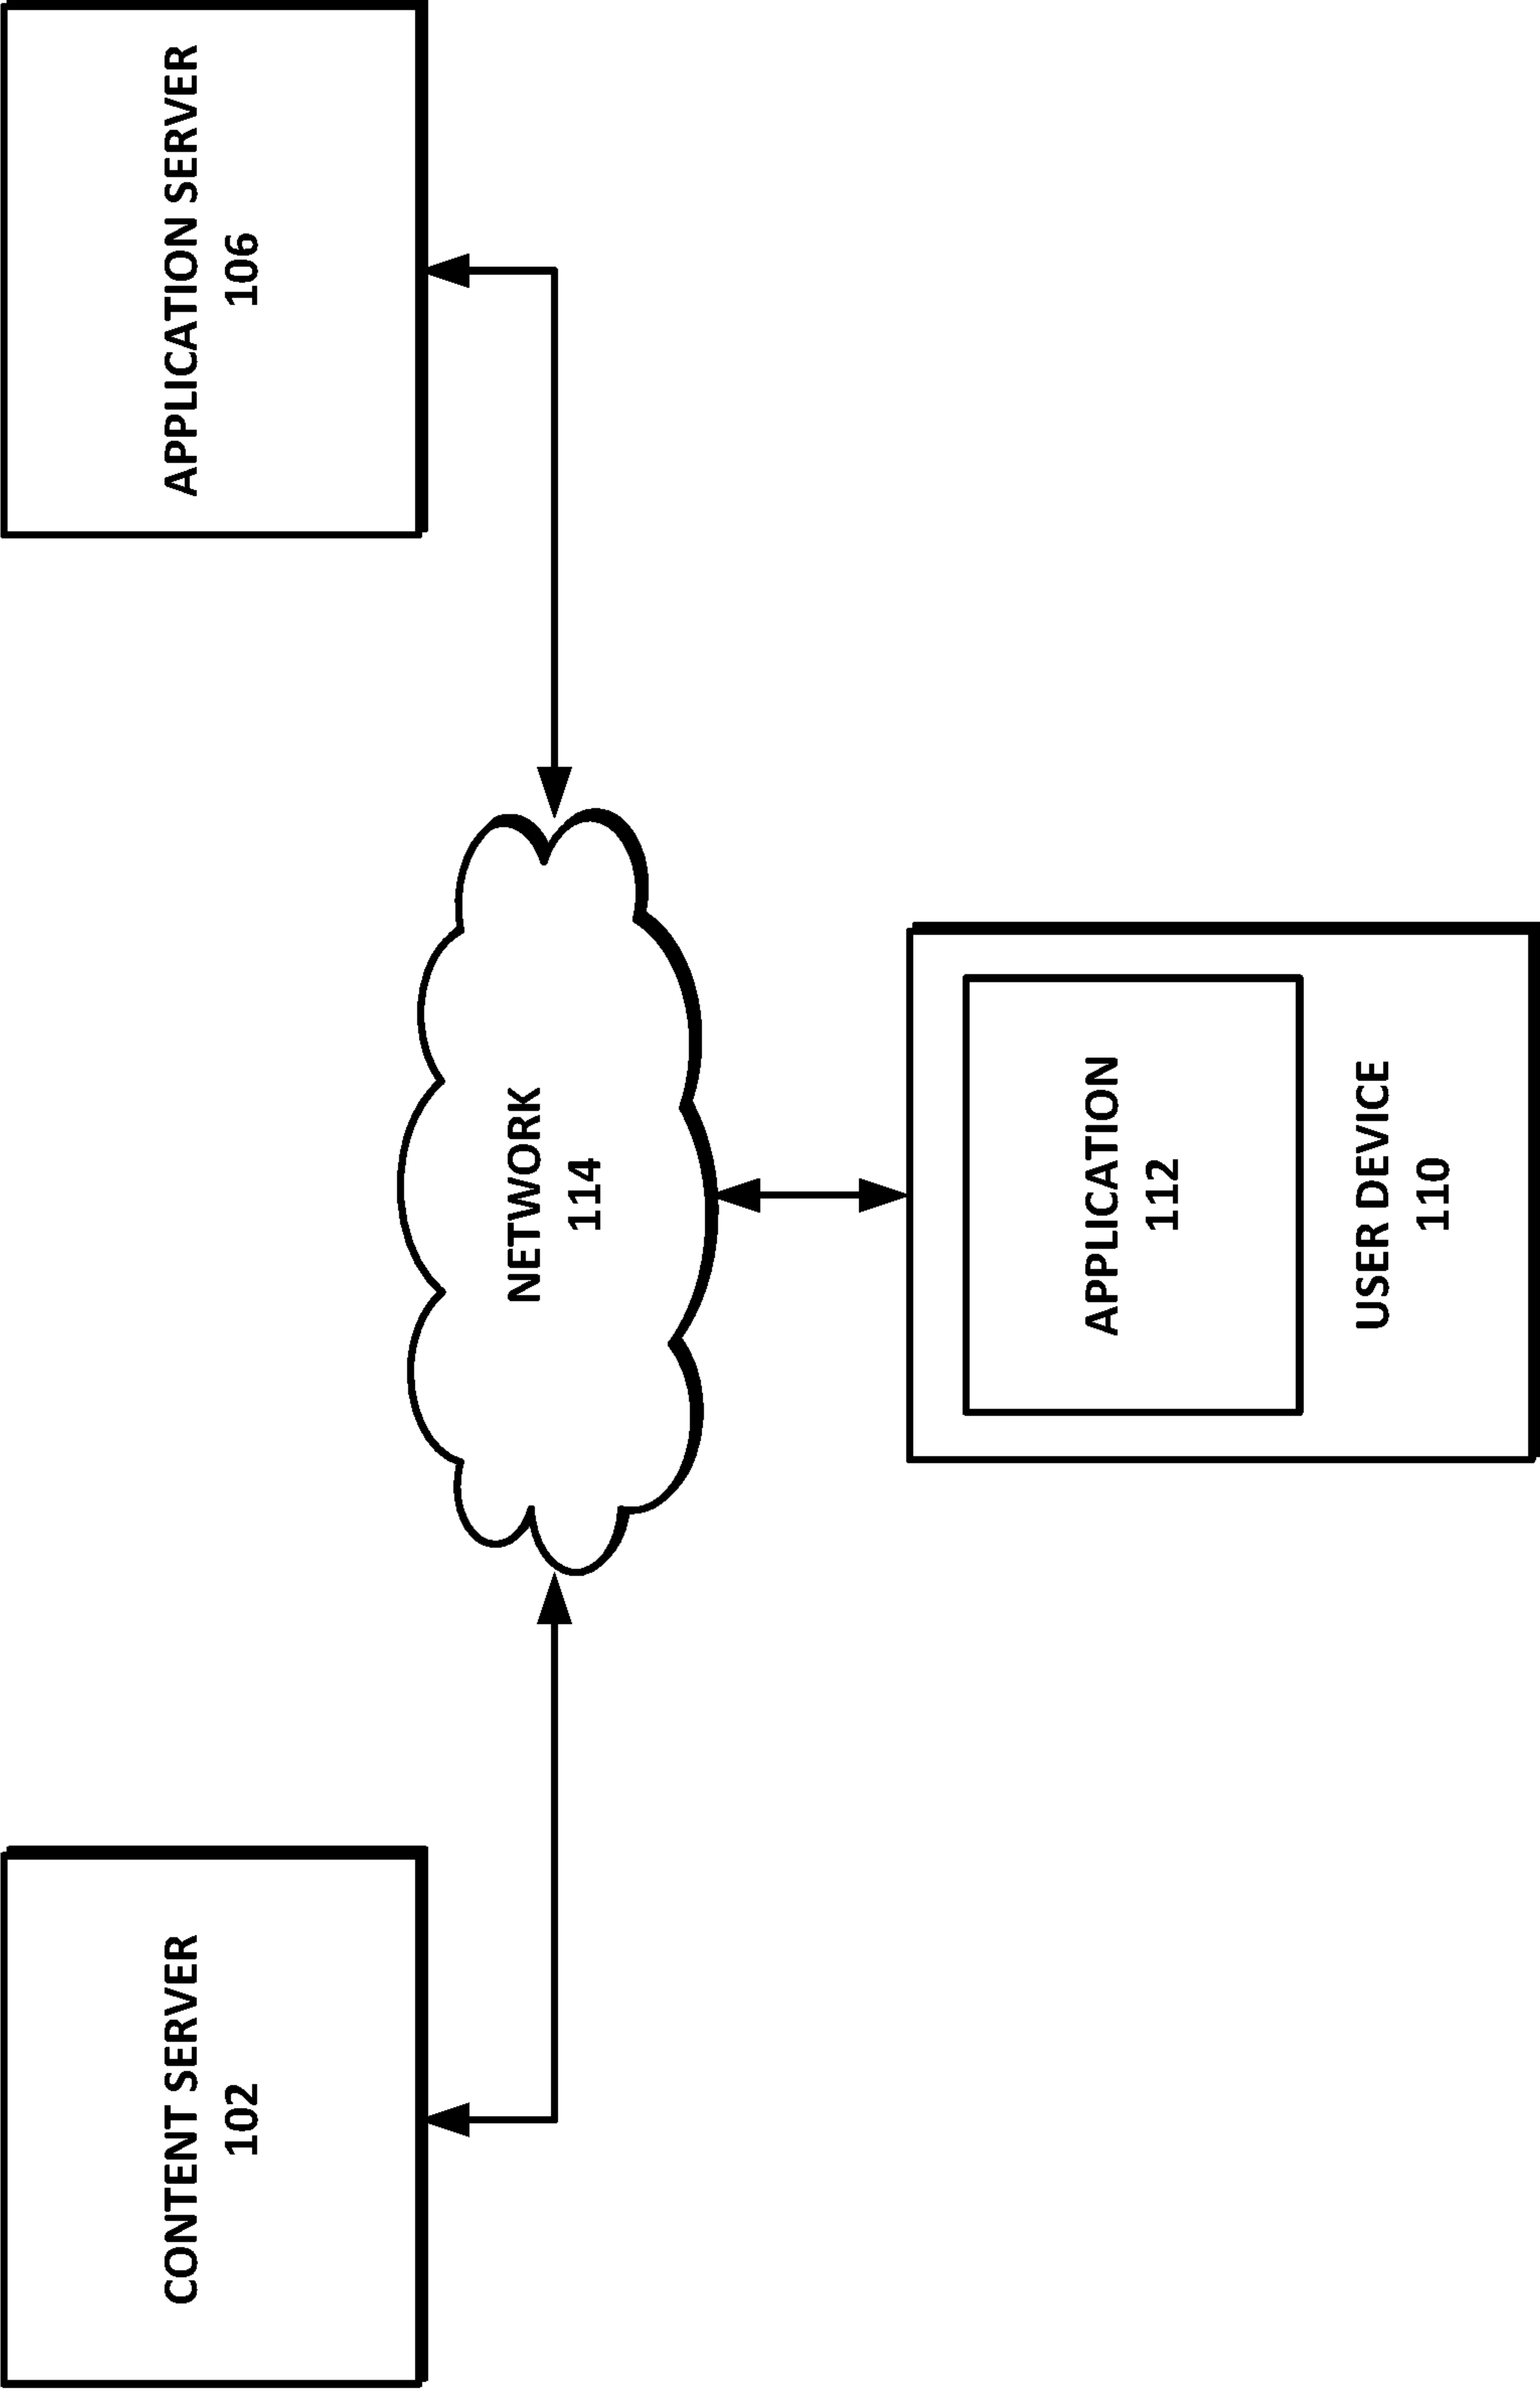 CONTENT SERVER
102
APPLICATION SERVER
106
NETWORK
114
APPLICATION
112
USER DEVICE
110